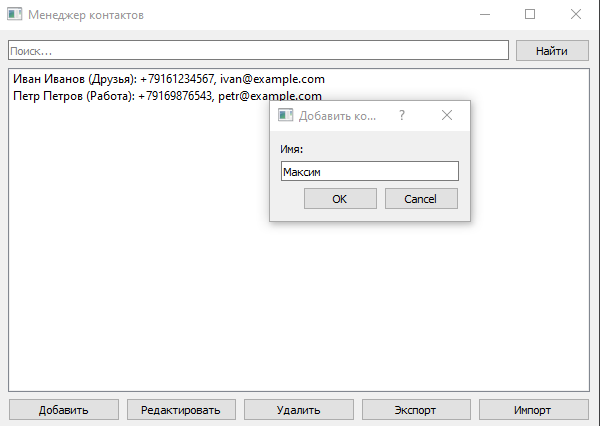 Менеджер контактов
Поиск...
Найти
Иван Иванов (Друзья): +79161234567, ivan@example.com
Петр Петров (Работа): +79169876543, petr@example.com
Добавить ко...
?
Имя:
Максим
OK
Cancel
Добавить
Редактировать
Удалить
Экспорт
Импорт